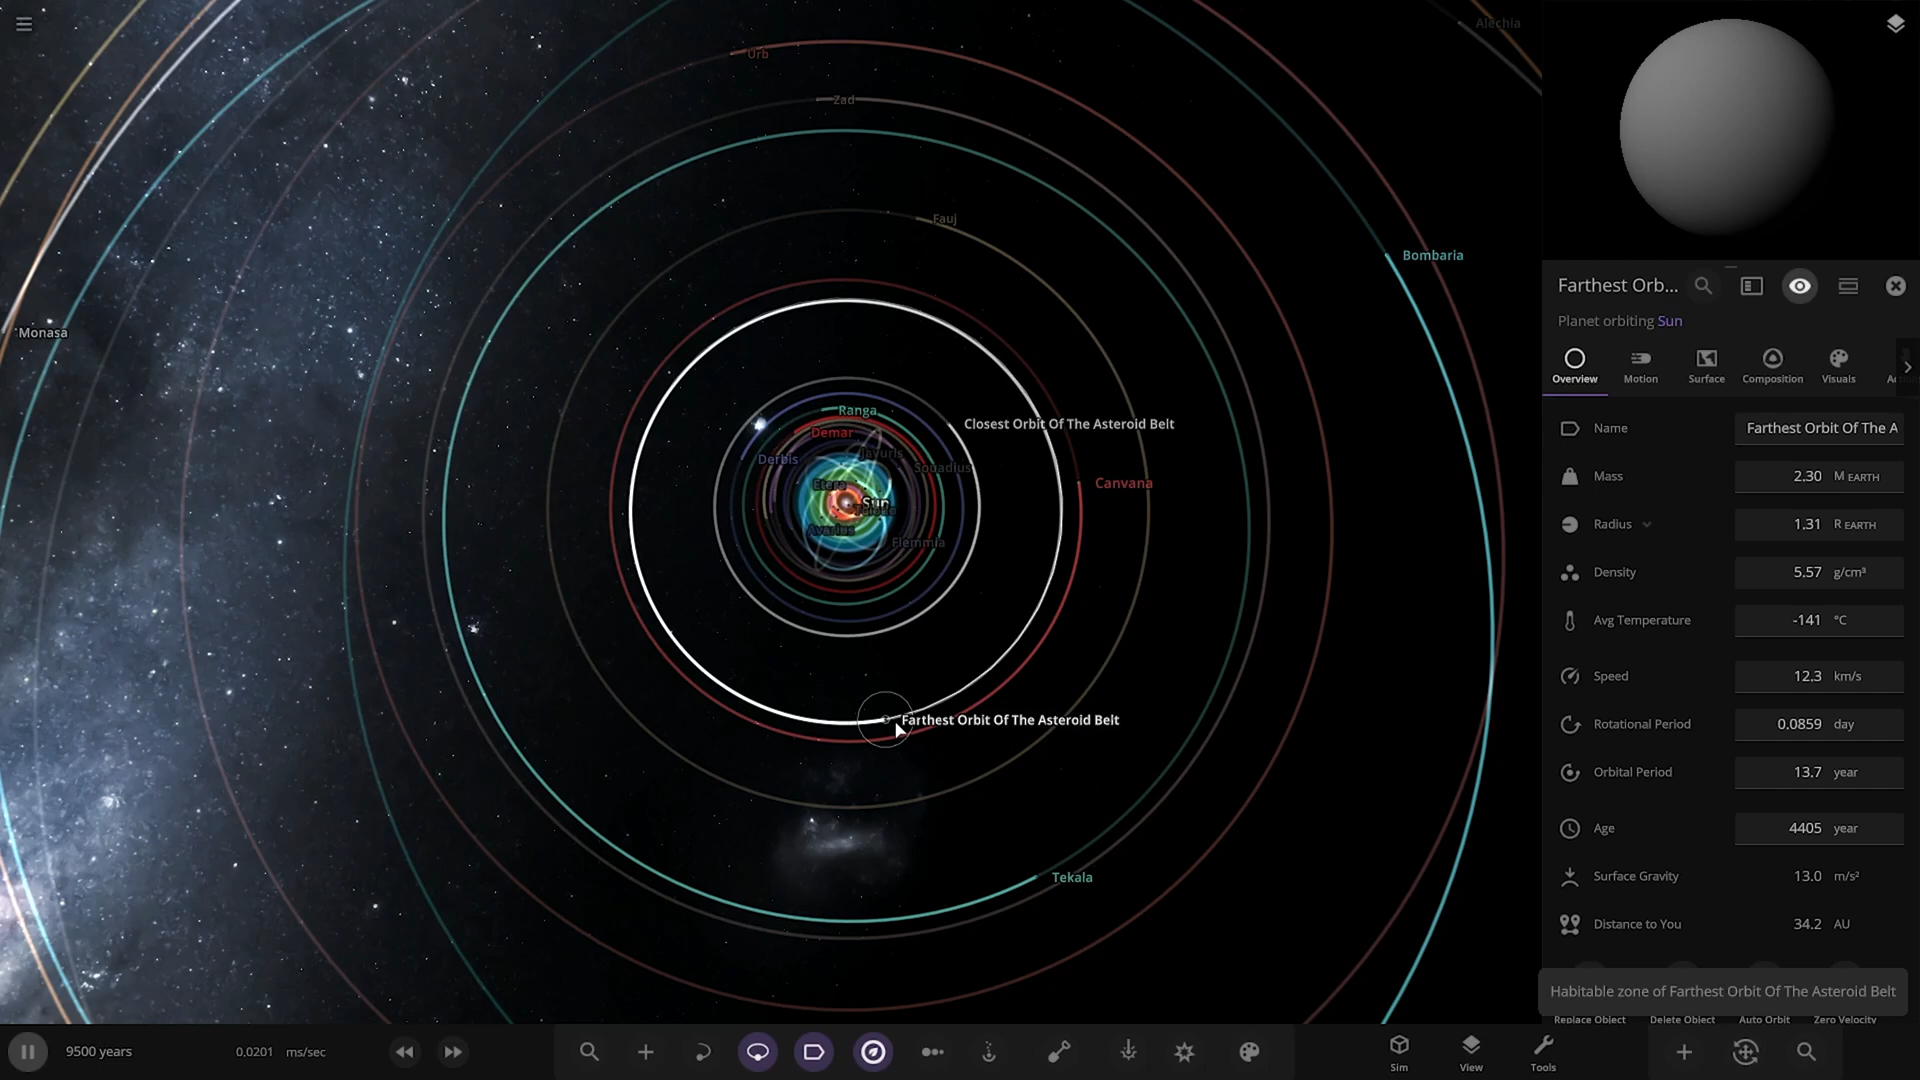 Alechia
Urb
Zad
Fauj
Bombaria
Monasa
Ranga
Demar
Closest Orbit Of The Asteroid Belt
Javuris
Derbis
Souadius
Canvana
Etera
Sun
Avarius
Flemmia
Farthest Orbit Of The Asteroid Belt
Tekala
Farthest Orb...
Planet orbiting Sun
Overview
Motion
Surface
Composition
Visuals
Name
Farthest Orbit Of The A
Mass
2.30 M EARTH
Radius
1.31 R EARTH
Density
5.57 g/cm³
Avg Temperature
-141 °C
Speed
12.3 km/s
Rotational Period
0.0859 day
Orbital Period
13.7 year
Age
4405 year
Surface Gravity
13.0 m/s²
Distance to You
34.2 AU
Habitable zone of Farthest Orbit Of The Asteroid Belt
Replace Object
Delete Object
Auto Orbit
Zero Velocity
9500 years
0,0201 ms/sec
Sim
View
Tools